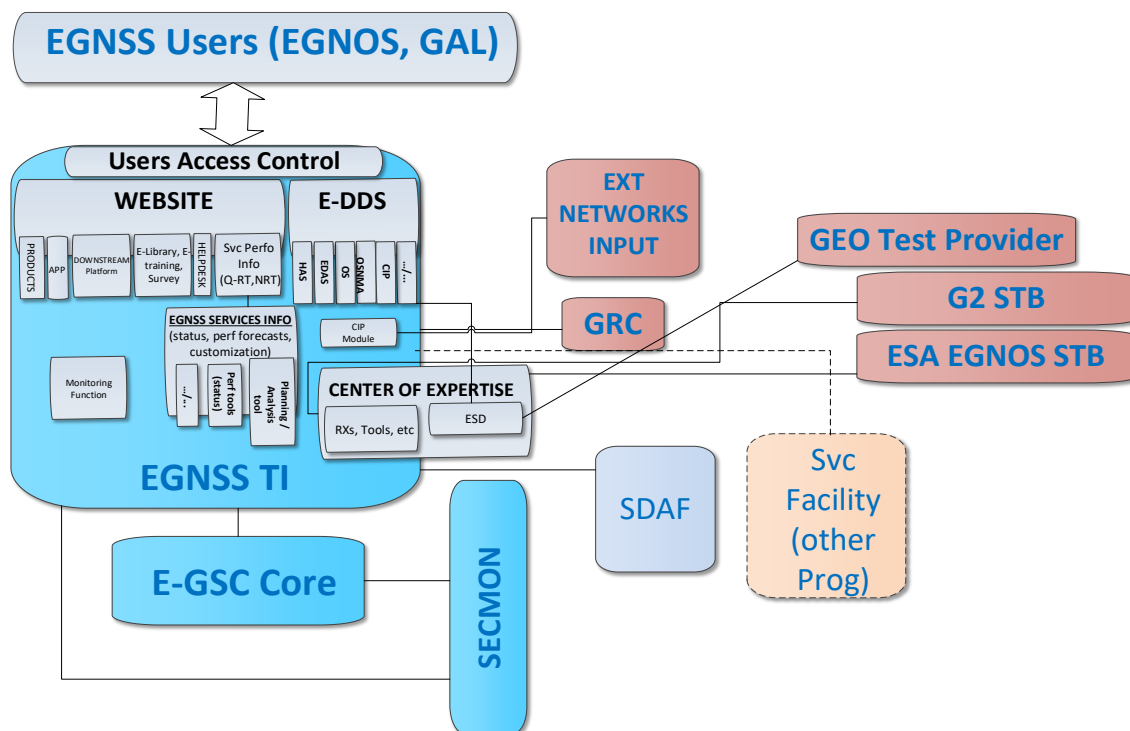 EGNSS Users (EGNOS, GAL)
Users Access Control
WEBSITE
E-DDS
PRODUCTS
APP
DOWNSTREAM
Platform
E-Library, E-
training,
Survey
HELPDESK
Svc Perfo
Info
(Q-RT,NRT)
HAS
EDAS
OS
OSNMA
CIP
.../...
EGNSS SERVICES INFO
(status, perf forecasts,
customization)
.../...
Perf tools
(status)
Planning /
Analysis
tool
CIP
Module
Monitoring
Function
CENTER OF EXPERTISE
RXs, Tools, etc
ESD
EGNSS TI
E-GSC Core
SECMON
EXT
NETWORKS
INPUT
GRC
GEO Test Provider
G2 STB
ESA EGNOS STB
SDAF
Svc
Facility
(other
Prog)